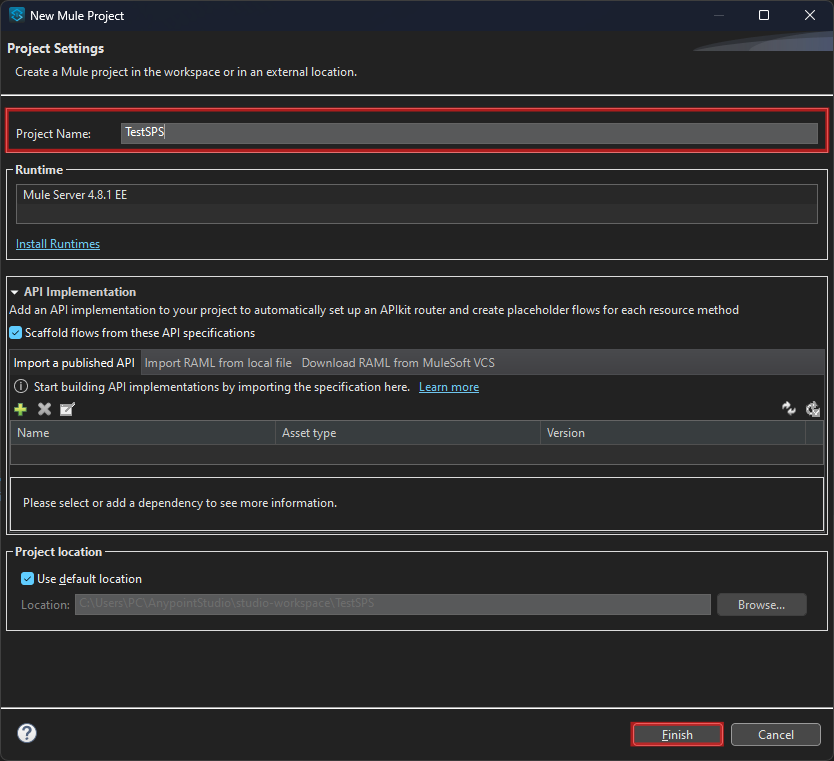 New Mule Project
Project Settings
Create a Mule project in the workspace or in an external location.
Project Name: TestSPS
Runtime
Mule Server 4.8.1 EE
Install Runtimes
API Implementation
Add an API implementation to your project to automatically set up an APIkit router and create placeholder flows for each resource method
Scaffold flows from these API specifications
Import a published API Import RAML from local file Download RAML from MuleSoft VCS
Start building API implementations by importing the specification here. Learn more
Name Asset type Version
Please select or add a dependency to see more information.
Project location
Use default location
Location: C:\Users\PC\AnypointStudio\studio-workspace\TestSPS Browse...
? Finish Cancel